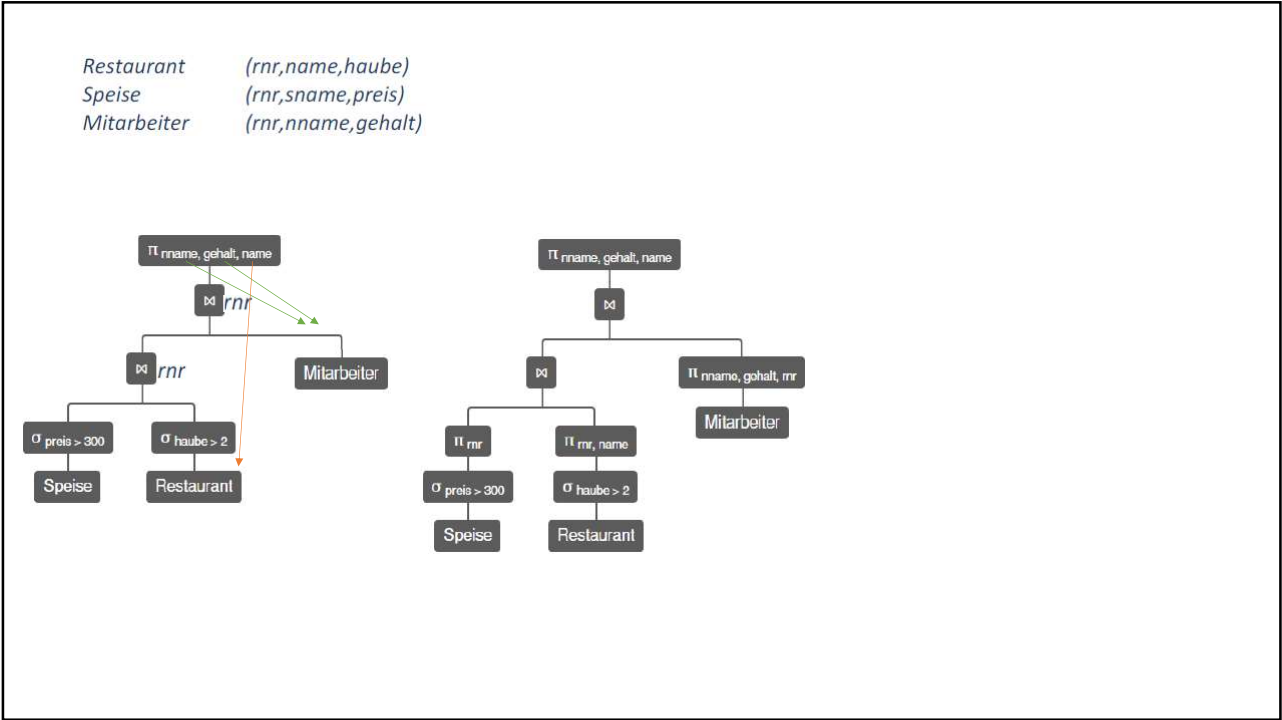 Restaurant (rnr,name,haube)
Speise (rnr,sname,preis)
Mitarbeiter (rnr,nname,gehalt)
π nname, gehalt, name
⋈ rnr
⋈ rnr
Mitarbeiter
σ preis > 300
σ haube > 2
Speise
Restaurant
π nname, gehalt, name
⋈
⋈
π nname, gehalt, rnr
Mitarbeiter
π rnr
π rnr, name
σ preis > 300
σ haube > 2
Speise
Restaurant